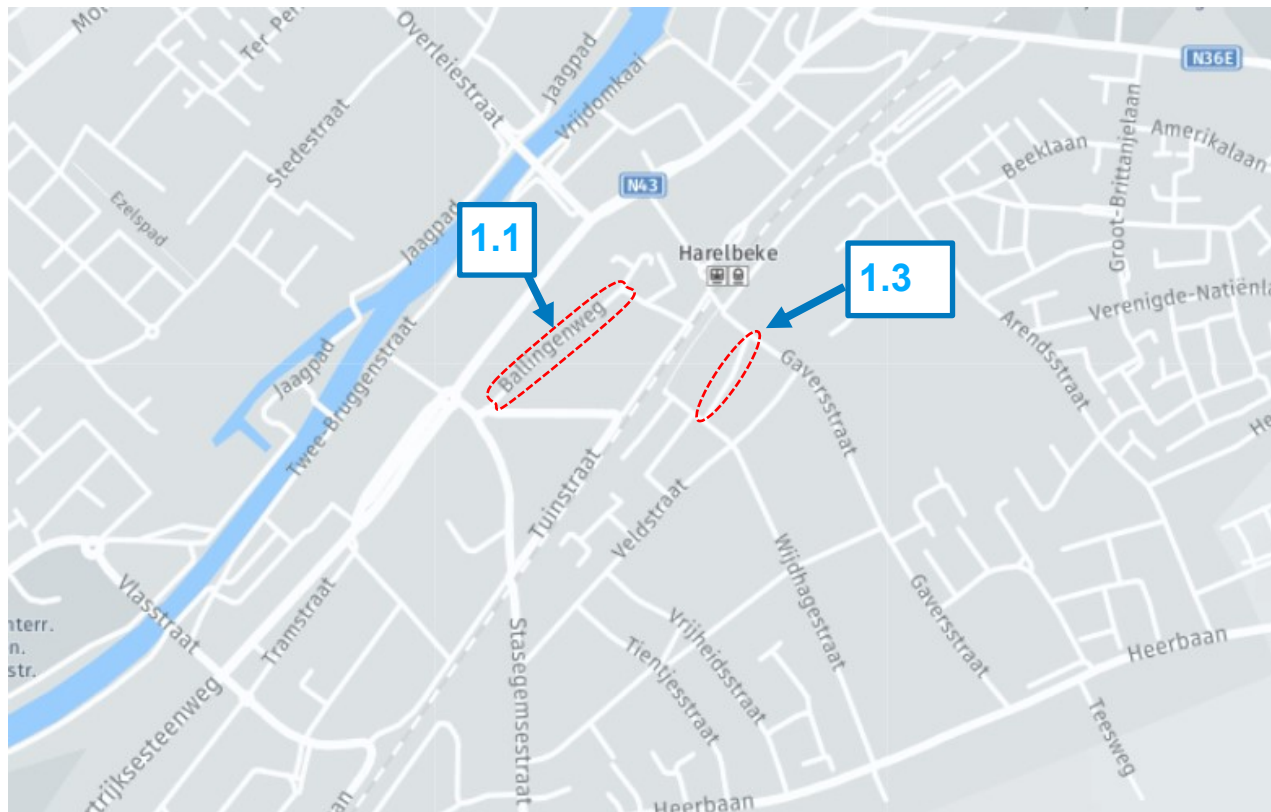 Overleiestraat
Jaagpad
Vrijdomkaai
N36E
Stedestraat
Ezelspad
Jaagpad
N43
Beeklaan
Amerikalaan
Groot-Brittanjelaan
1.1
Harelbeke
1.3
Verenigde-Natiënla
Ballingenweg
Jaagpad
Twee-Bruggenstraat
Arendsstraat
Gaversstraat
Tuinstraat
Veldstraat
Wijdhagestraat
Vlasstraat
Tramstraat
Stasegemsestraat
Vrijheidsstraat
Tientjesstraat
Gaversstraat
Heerbaan
Teesweg
nterr.
n.
str.
rtrijksesteenweg
Heerbaan